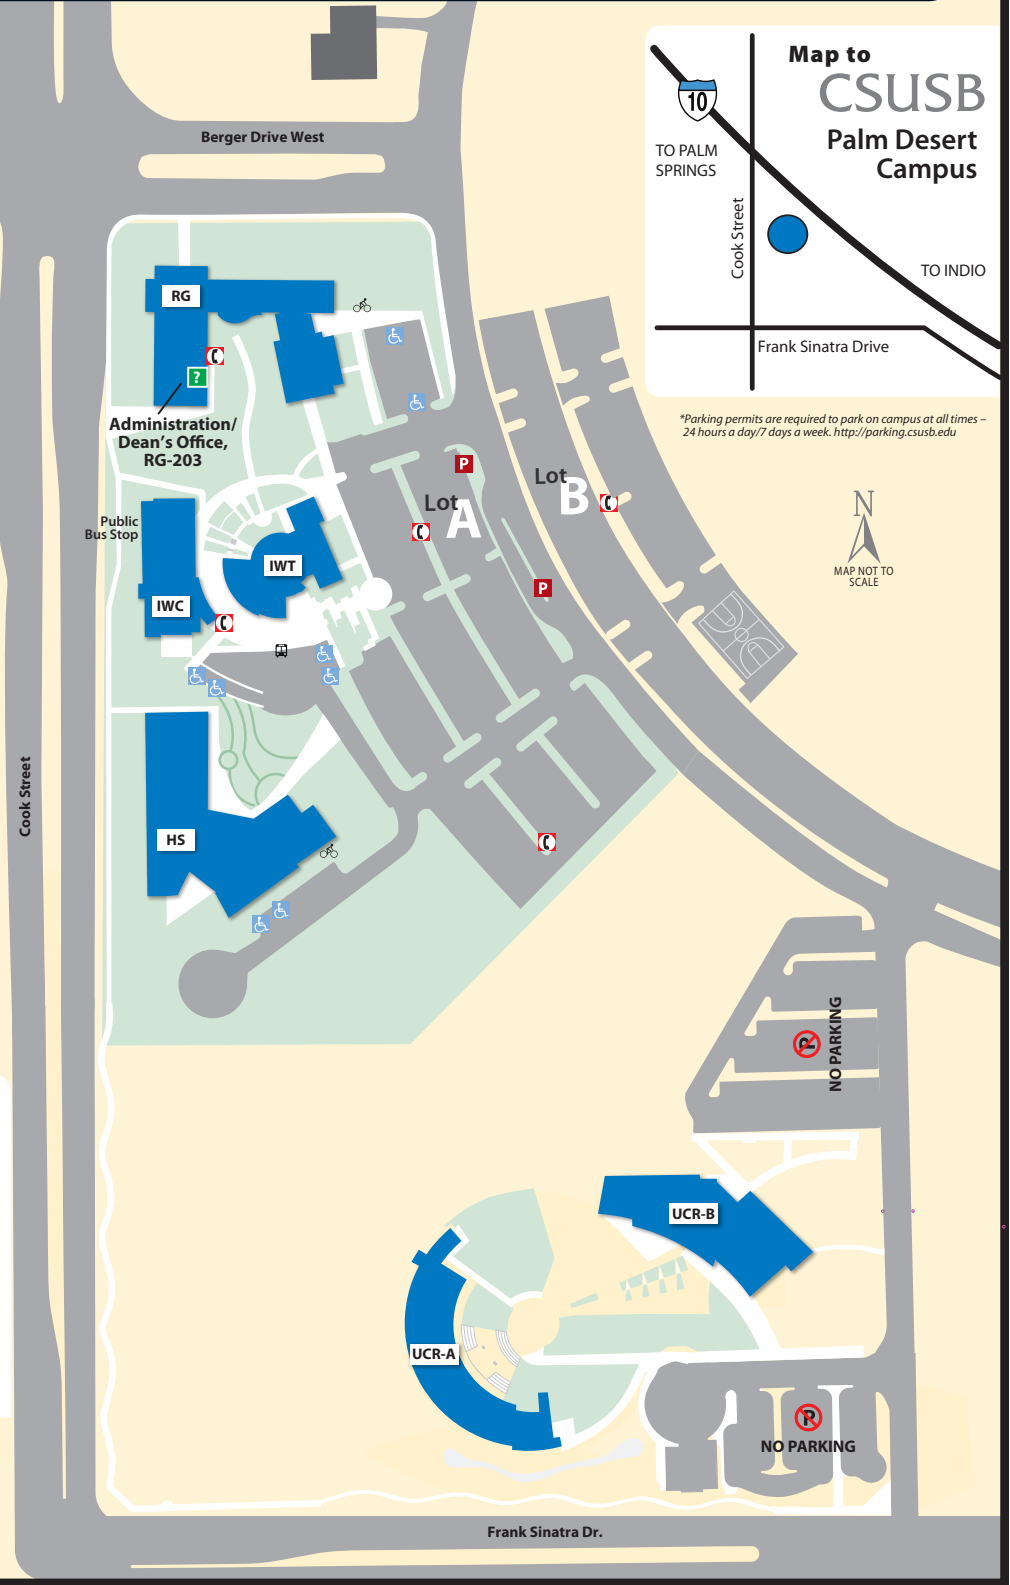 Map to
CSUSB
Palm Desert
Campus
10
TO PALM
SPRINGS
Cook Street
TO INDIO
Frank Sinatra Drive
*Parking permits are required to park on campus at all times –
24 hours a day/7 days a week. http://parking.csusb.edu
Berger Drive West
RG
?
Administration/
Dean's Office,
RG-203
P
Lot
A
Lot
B
N
MAP NOT TO
SCALE
Public
Bus Stop
IWT
IWC
P
Cook Street
HS
P
NO PARKING
UCR-B
UCR-A
P
NO PARKING
Frank Sinatra Dr.